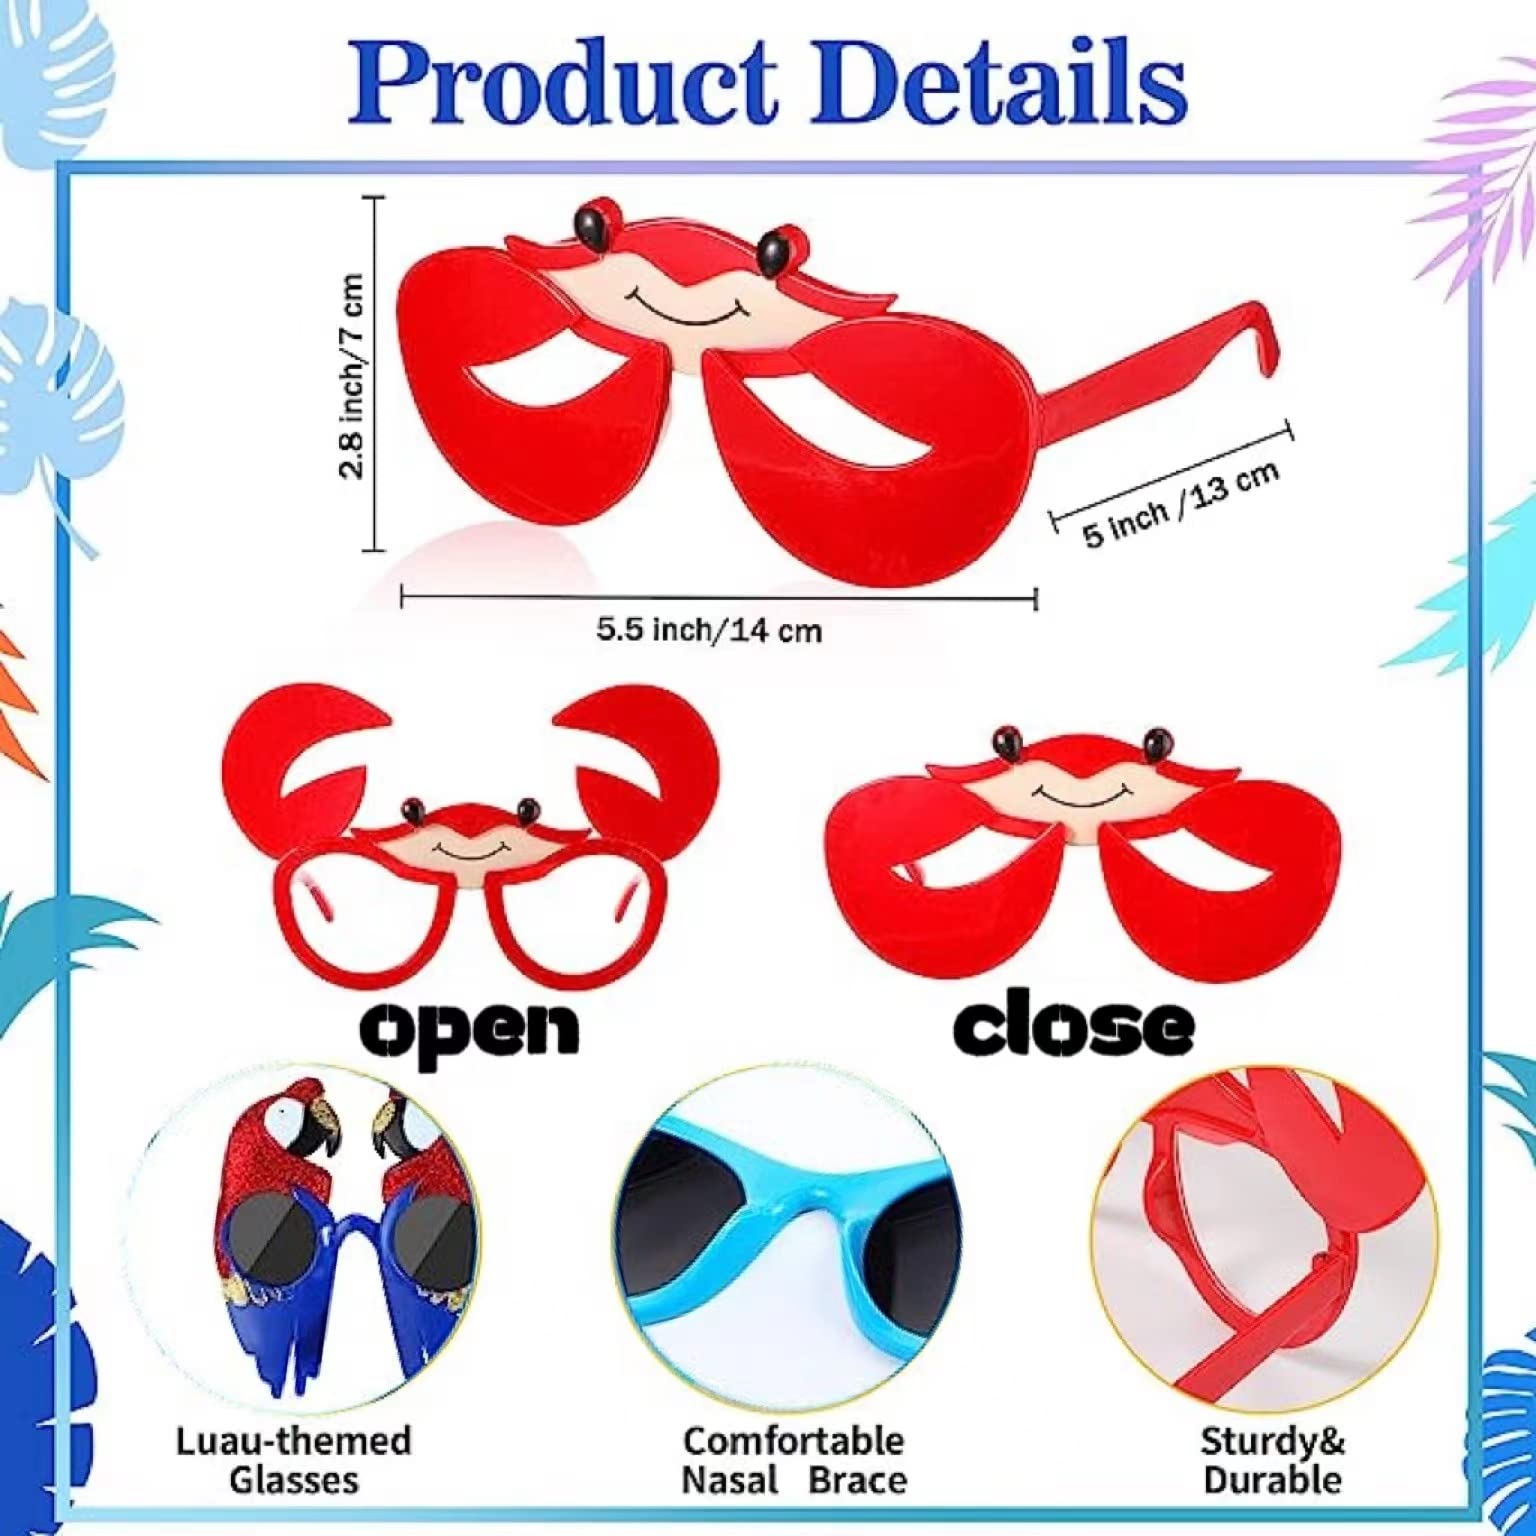 Product Details
2.8 inch/7 cm
5 inch /13 cm
5.5 inch/14 cm
open
close
Luau-themed
Glasses
Comfortable
Nasal Brace
Sturdy&
Durable